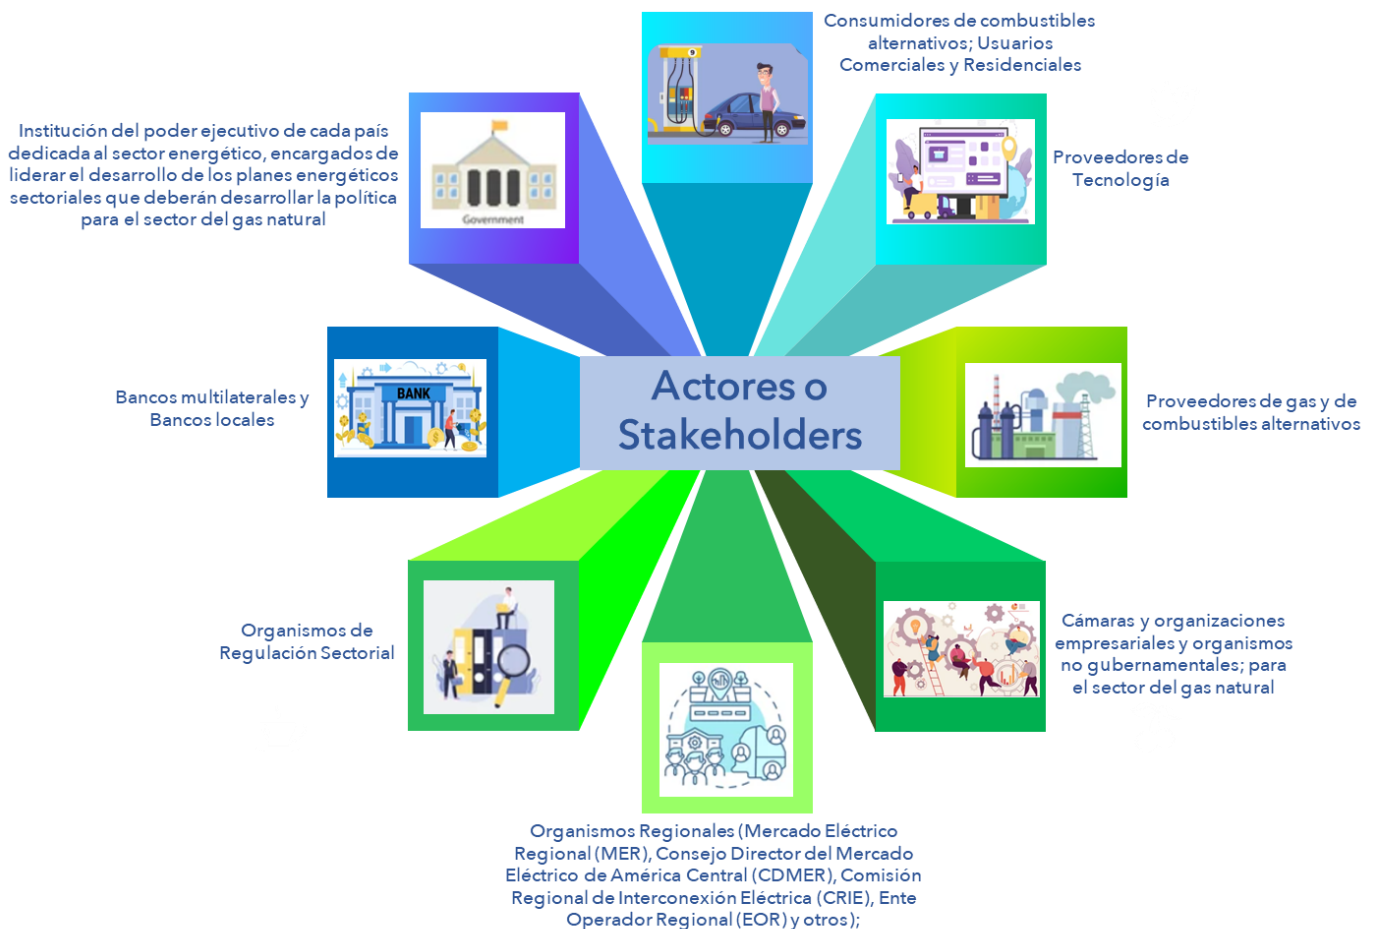 Consumidores de combustibles
alternativos; Usuarios
Comerciales y Residenciales
9
Institución del poder ejecutivo de cada país
dedicada al sector energético, encargados de
liderar el desarrollo de los planes energéticos
sectoriales que deberán desarrollar la política
para el sector del gas natural
Government
Proveedores de
Tecnología
Bancos multilaterales y
Bancos locales
BANK
Actores o
Stakeholders
Proveedores de gas y de
combustibles alternativos
Organismos de
Regulación Sectorial
Cámaras y organizaciones
empresariales y organismos
no gubernamentales; para
el sector del gas natural
Organismos Regionales (Mercado Eléctrico
Regional (MER), Consejo Director del Mercado
Eléctrico de América Central (CDMER), Comisión
Regional de Interconexión Eléctrica (CRIE), Ente
Operador Regional (EOR) y otros);